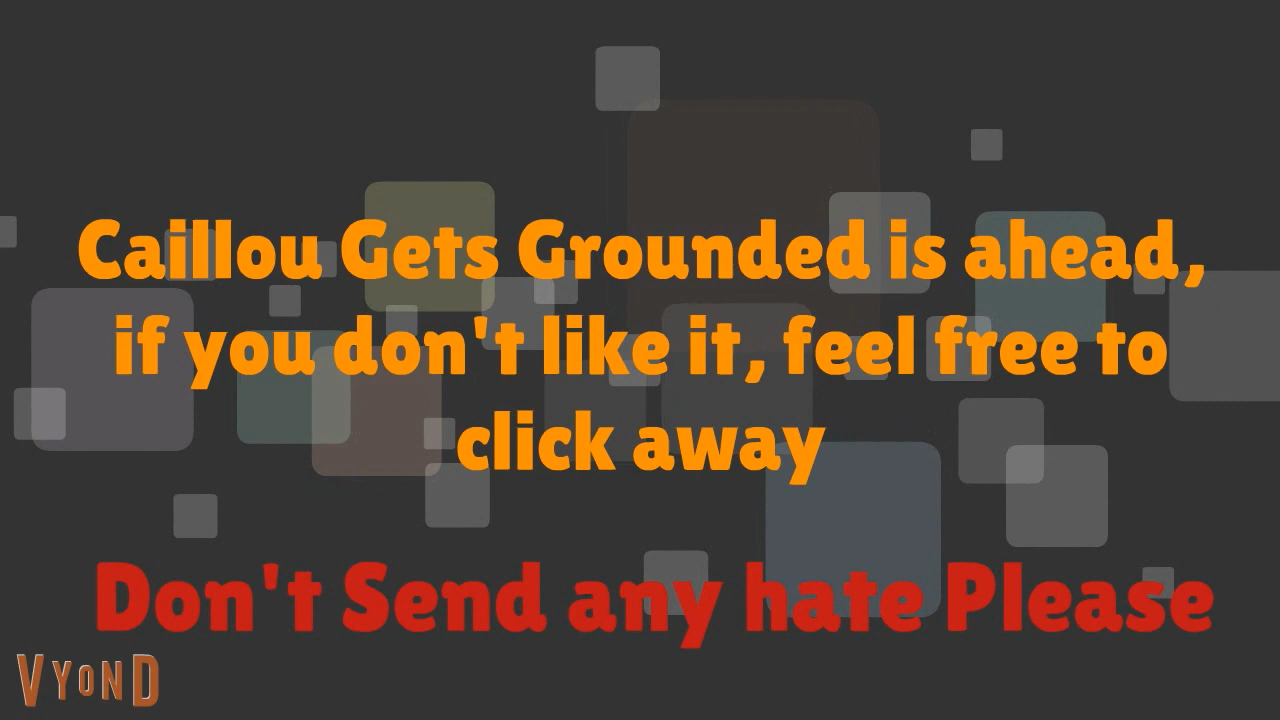 Caillou Gets Grounded is ahead,
if you don't like it, feel free to
click away
Don't Send any hate Please
VYOND